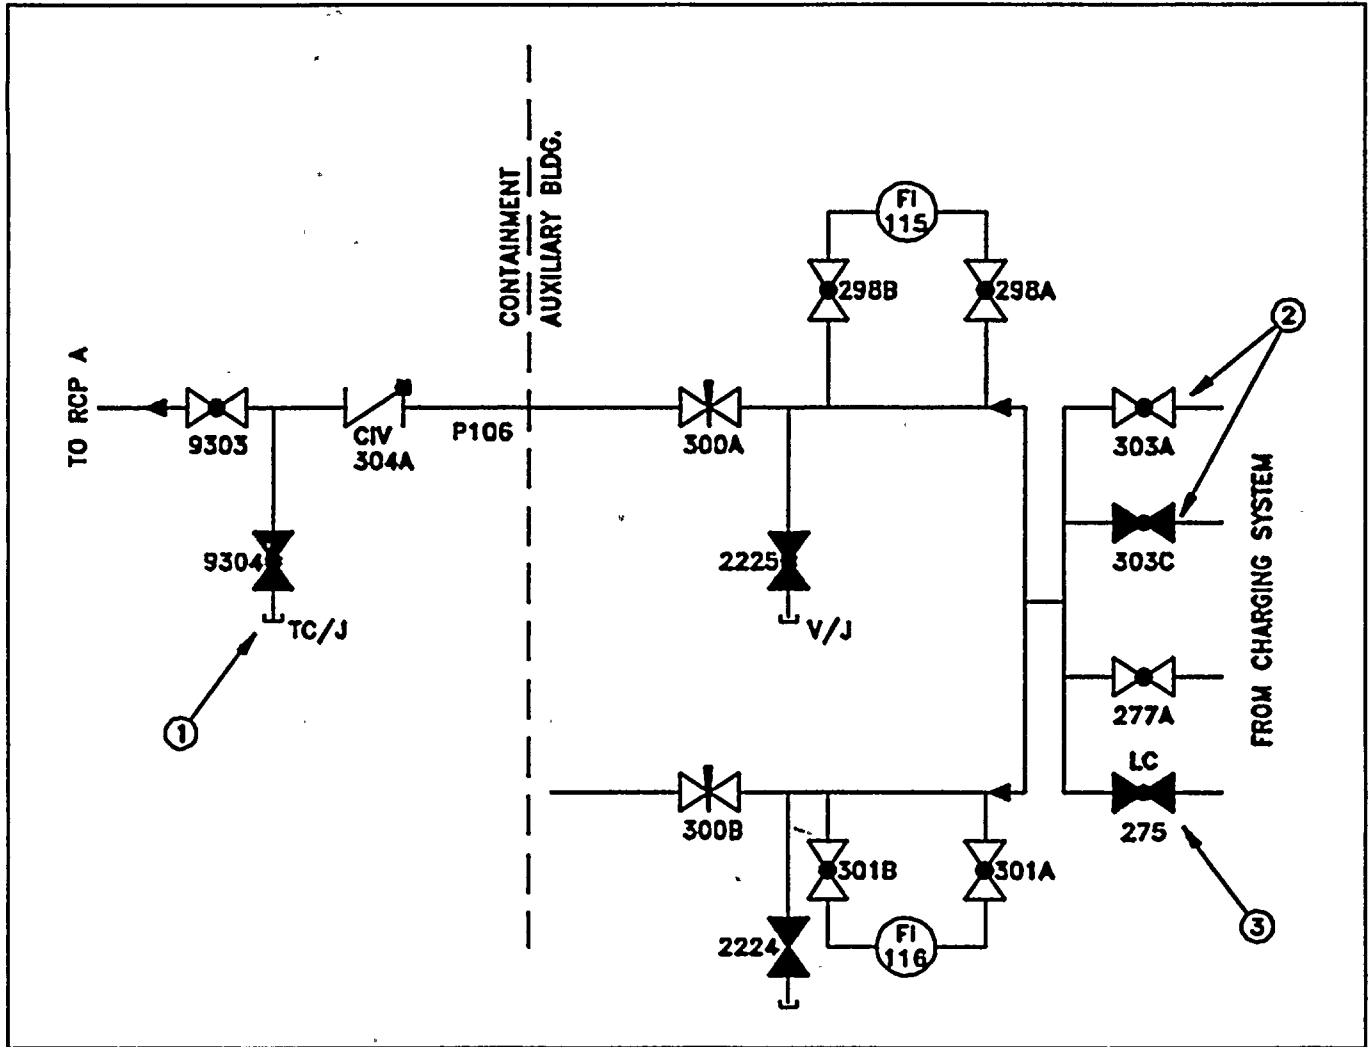 CONTAINMENT
AUXILIARY BLDG.
FI
115
298B
298A
2
TO RCP A
9303
CIV
304A
P106
300A
303A
303C
FROM CHARGING SYSTEM
9304
TC/J
2225
V/J
1
277A
LC
275
300B
301B
301A
3
2224
FI
116